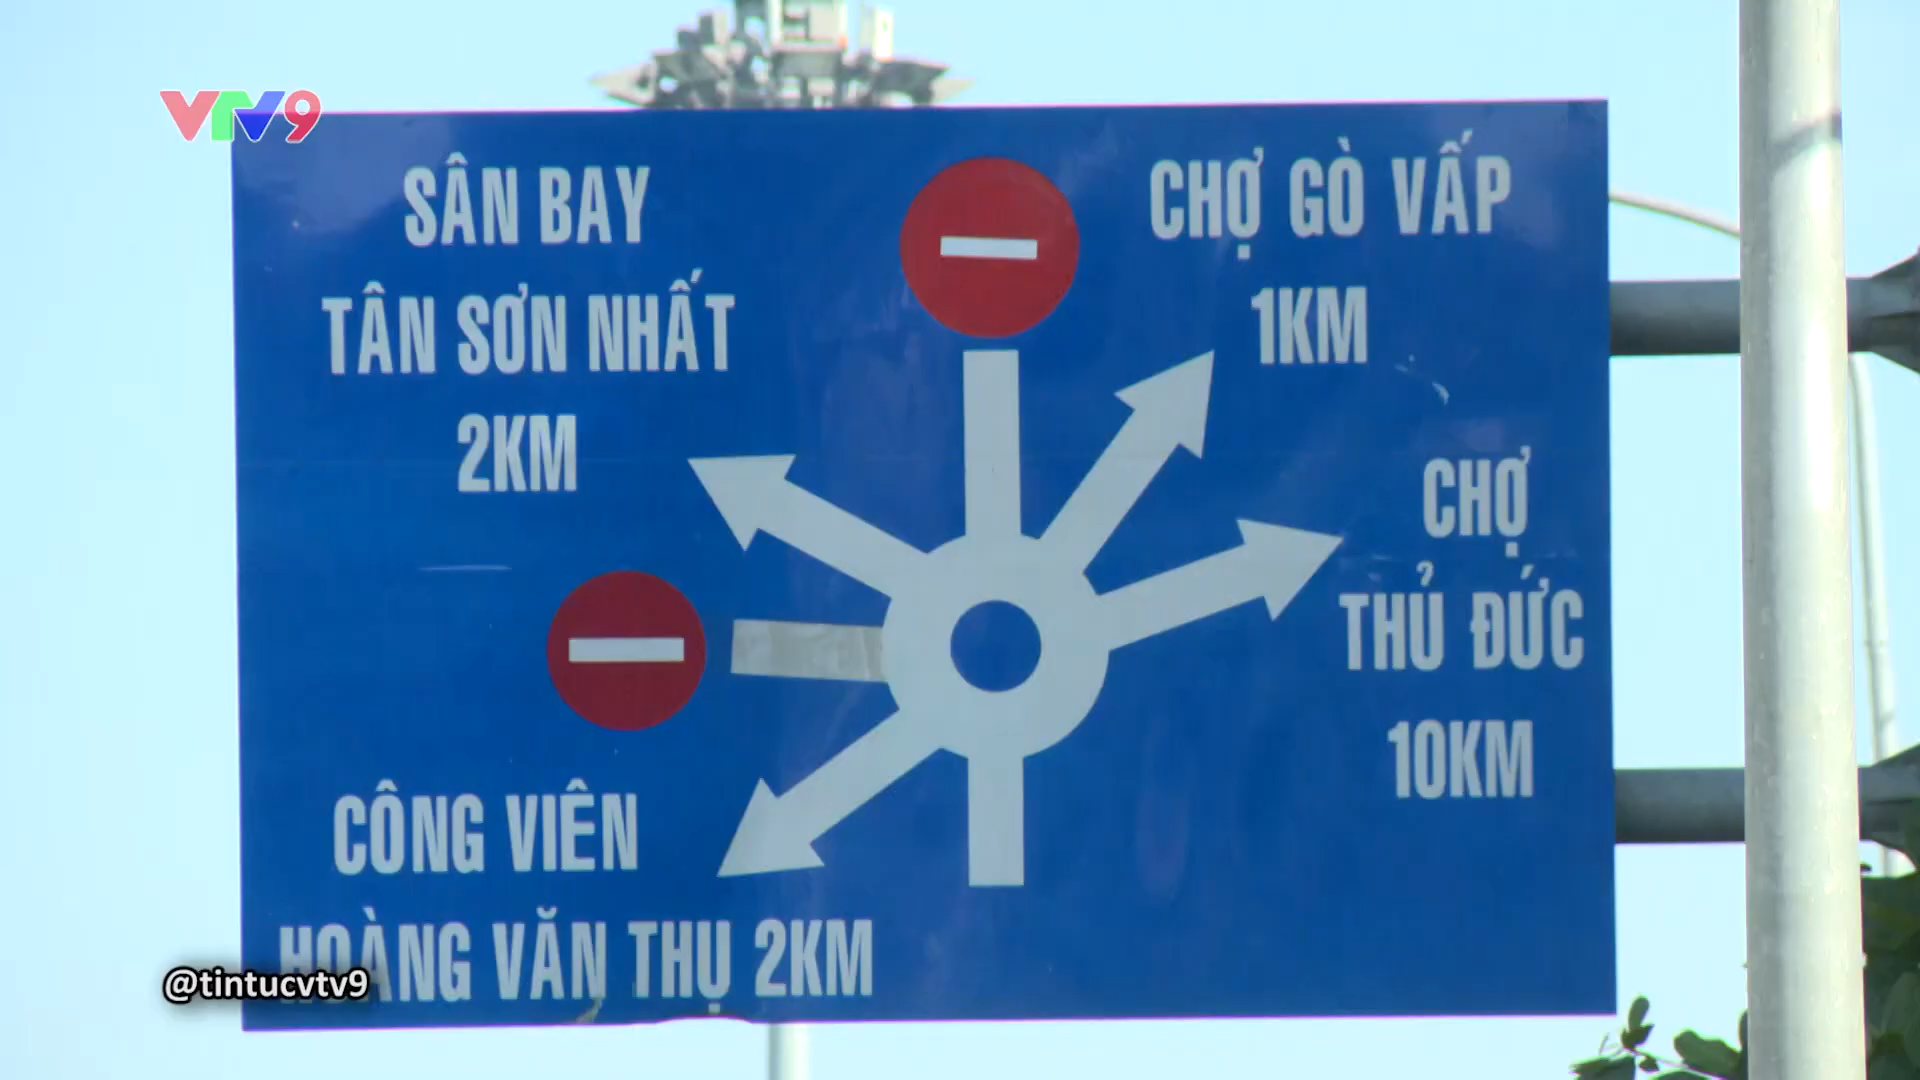 VTV9
SÂN BAY
TÂN SƠN NHẤT
2KM
CHỢ GÒ VẤP
1KM
CHỢ
THỦ ĐỨC
10KM
CÔNG VIÊN
HOÀNG VĂN THỤ 2KM
@tintucvtv9